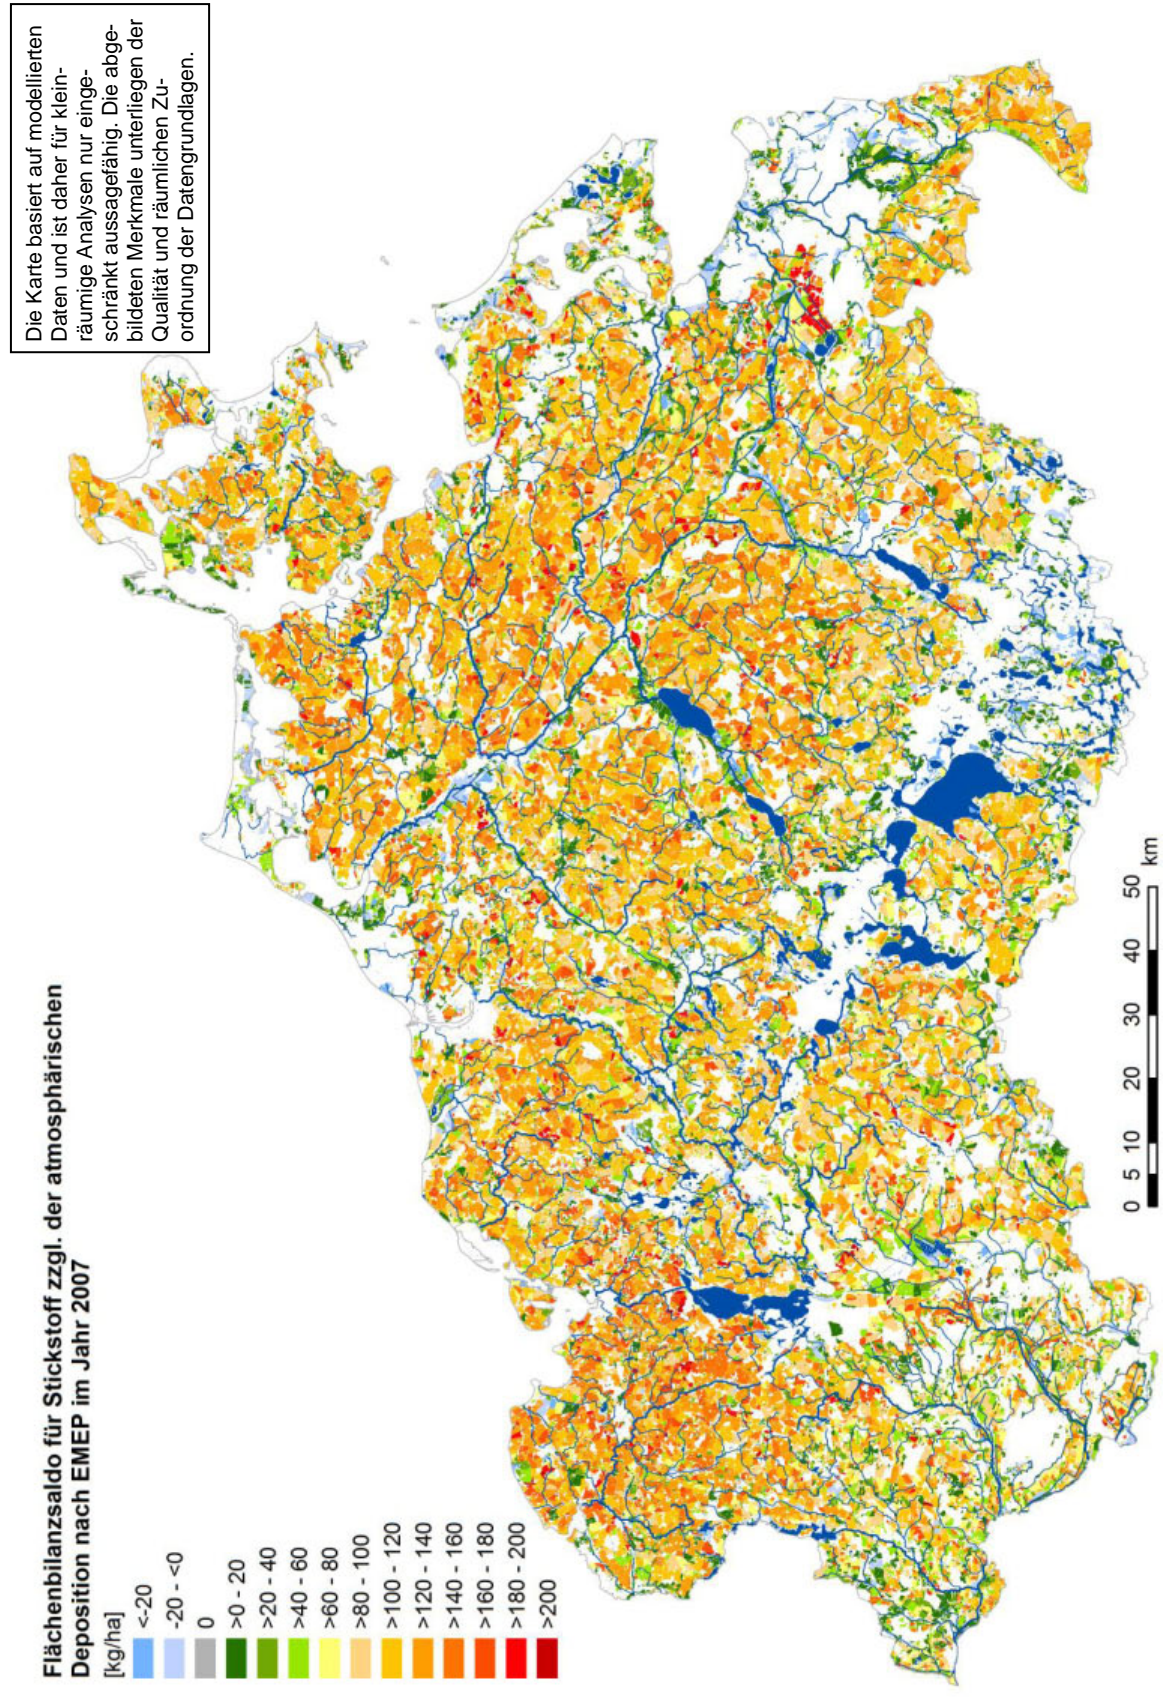 Flächenbilanzsaldo für Stickstoff zzgl. der atmosphärischen
Deposition nach EMEP im Jahr 2007
[kg/ha]
<-20
-20 - <0
0
>0 - 20
>20 - 40
>40 - 60
>60 - 80
>80 - 100
>100 - 120
>120 - 140
>140 - 160
>160 - 180
>180 - 200
>200
Die Karte basiert auf modellierten
Daten und ist daher für klein-
räumige Analysen nur einge-
schränkt aussagefähig. Die abge-
bildeten Merkmale unterliegen der
Qualität und räumlichen Zu-
ordnung der Datengrundlagen.
0 5 10 20 30 40 50
km